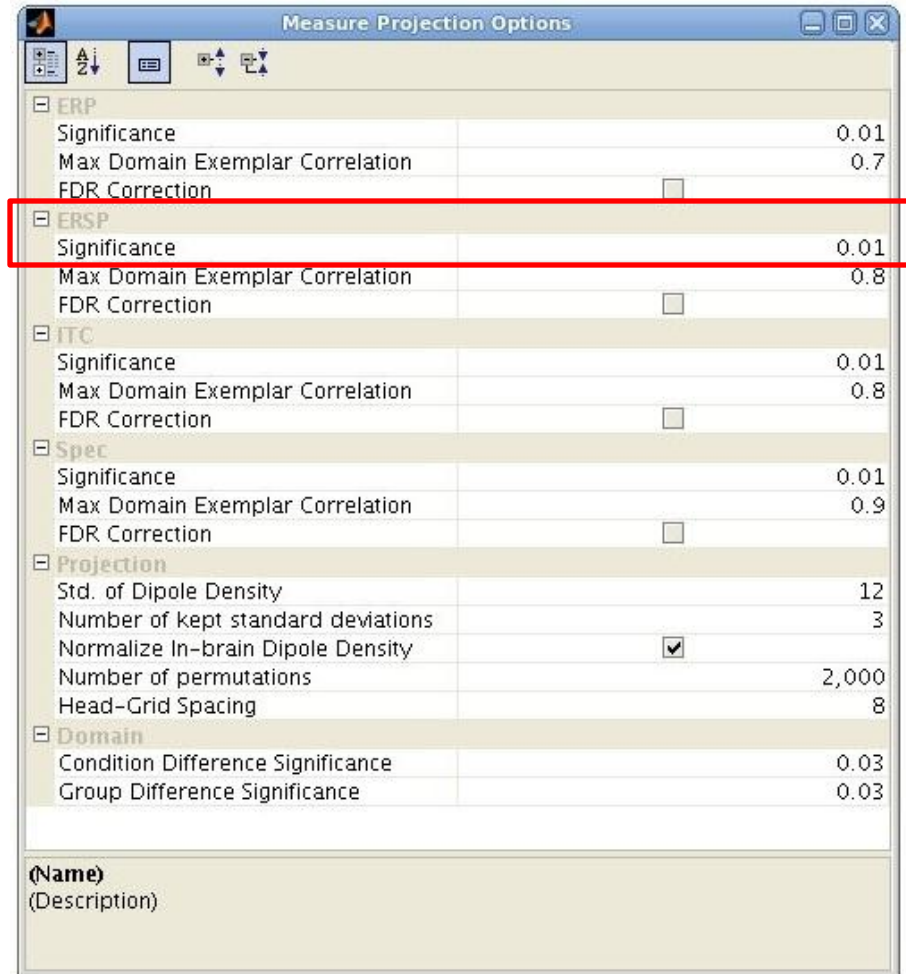 Measure Projection Options
ERP
Significance 0.01
Max Domain Exemplar Correlation 0.7
FDR Correction
ERSP
Significance 0.01
Max Domain Exemplar Correlation 0.8
FDR Correction
ITC
Significance 0.01
Max Domain Exemplar Correlation 0.8
FDR Correction
Spec
Significance 0.01
Max Domain Exemplar Correlation 0.9
FDR Correction
Projection
Std. of Dipole Density 12
Number of kept standard deviations 3
Normalize In-brain Dipole Density
Number of permutations 2,000
Head-Grid Spacing 8
Domain
Condition Difference Significance 0.03
Group Difference Significance 0.03
(Name)
(Description)